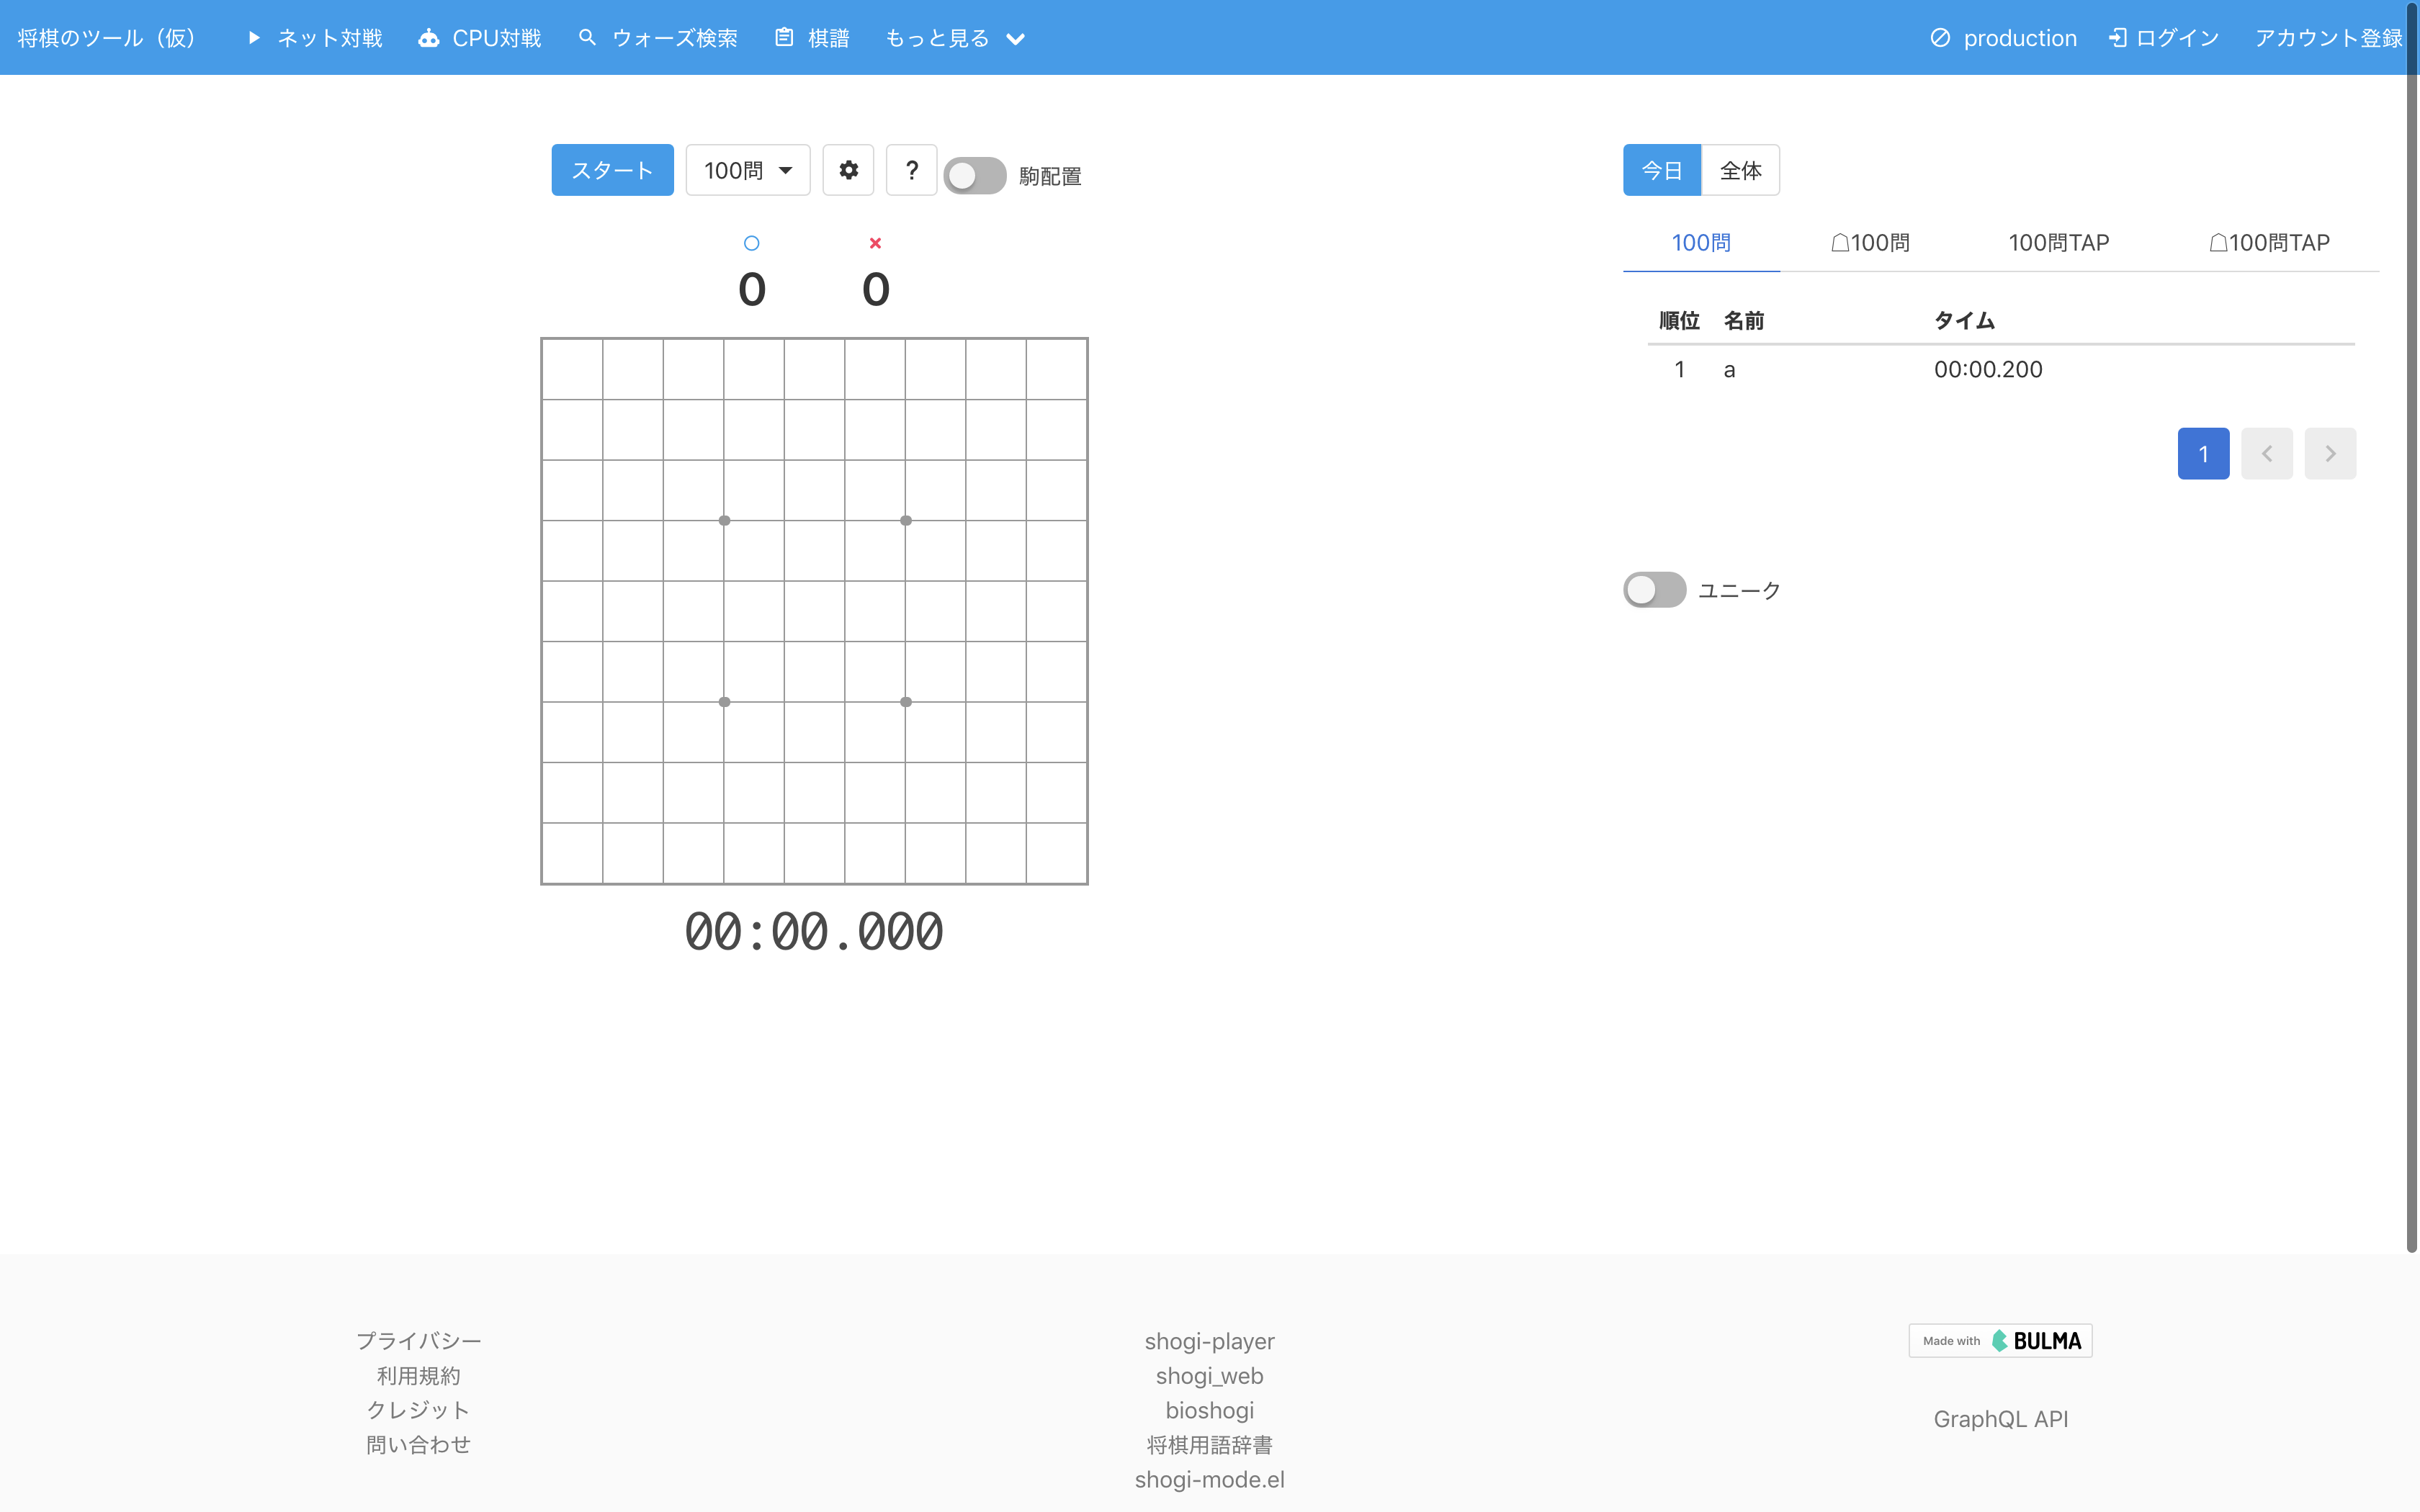 将棋のツール（仮） ネット対戦 CPU対戦 ウォーズ検索 棋譜 もっと見る production ログイン アカウント登録
スタート 100問 ? 駒配置
0 0
00:00.000
今日 全体
100問 ☖100問 100問TAP ☖100問TAP
順位 名前 タイム
1 a 00:00.200
1
ユニーク
プライバシー
利用規約
クレジット
問い合わせ
shogi-player
shogi_web
bioshogi
将棋用語辞書
shogi-mode.el
Made with BULMA
GraphQL API